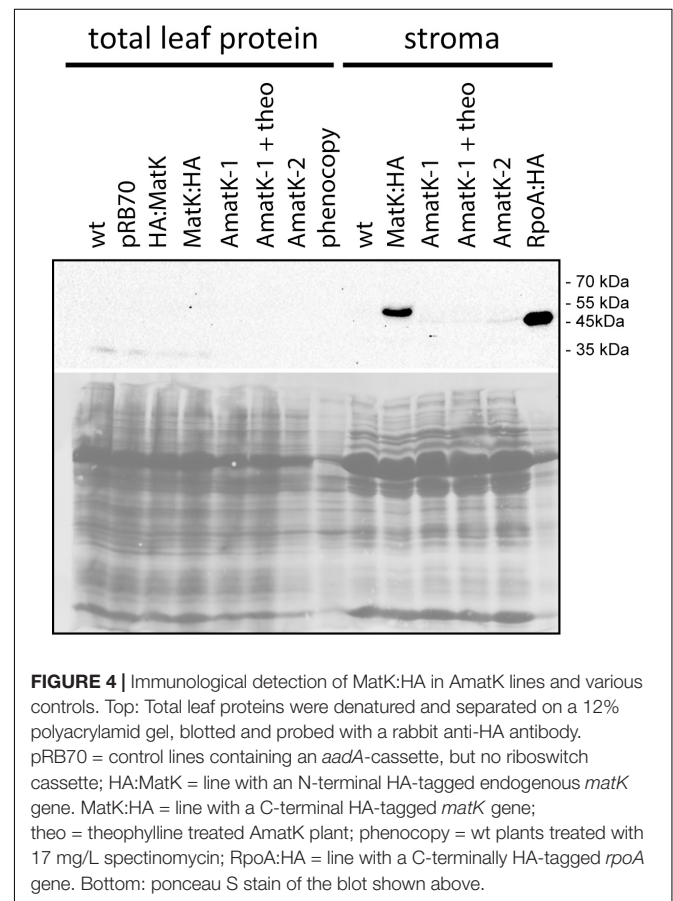 total leaf protein
stroma
wt
pRB70
HA:MatK
MatK:HA
AmatK-1
AmatK-1 + theo
AmatK-2
phenocopy
wt
MatK:HA
AmatK-1
AmatK-1 + theo
AmatK-2
RpoA:HA
- 70 kDa
- 55 kDa
- 45kDa
- 35 kDa
FIGURE 4 | Immunological detection of MatK:HA in AmatK lines and various
controls. Top: Total leaf proteins were denatured and separated on a 12%
polyacrylamid gel, blotted and probed with a rabbit anti-HA antibody.
pRB70 = control lines containing an aadA-cassette, but no riboswitch
cassette; HA:MatK = line with an N-terminal HA-tagged endogenous matK
gene. MatK:HA = line with a C-terminal HA-tagged matK gene;
theo = theophylline treated AmatK plant; phenocopy = wt plants treated with
17 mg/L spectinomycin; RpoA:HA = line with a C-terminally HA-tagged rpoA
gene. Bottom: ponceau S stain of the blot shown above.